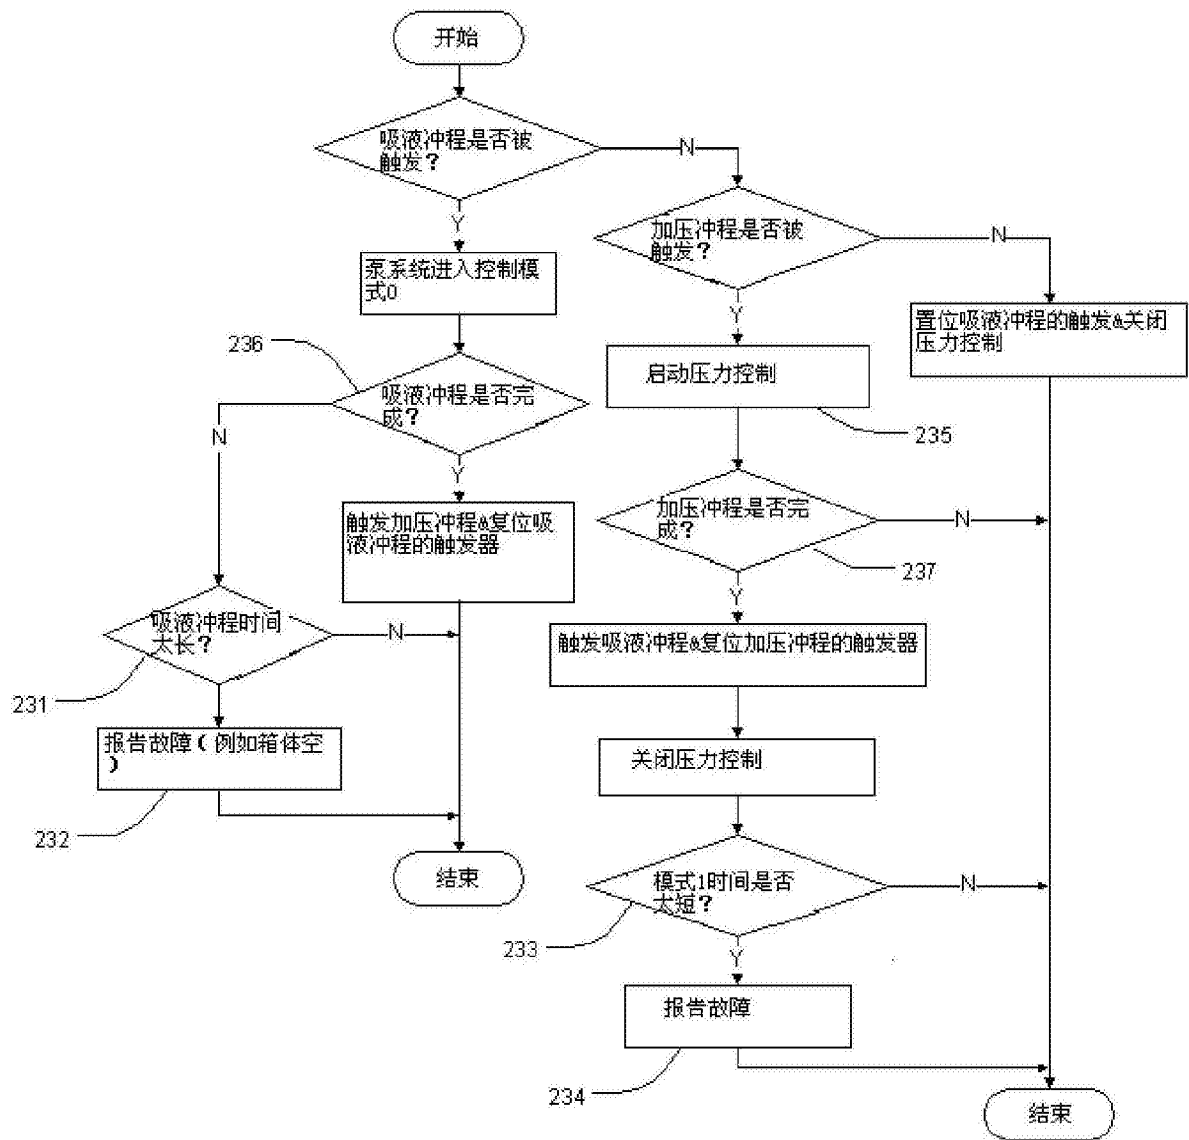 开始
吸液冲程是否被
触发？
N
Y
加压冲程是否被
触发？
N
泵系统进入控制模
式0
Y
置位吸液冲程的触发&关闭
压力控制
236
启动压力控制
吸液冲程是否完
成？
235
N
Y
加压冲程是否完
成？
N
触发加压冲程&复位吸
液冲程的触发器
237
Y
吸液冲程时间
太长？
N
触发吸液冲程&复位加压冲程的触发器
231
报告故障（例如箱体空
）
关闭压力控制
232
结束
模式1时间是否
太短？
N
233
Y
报告故障
234
结束